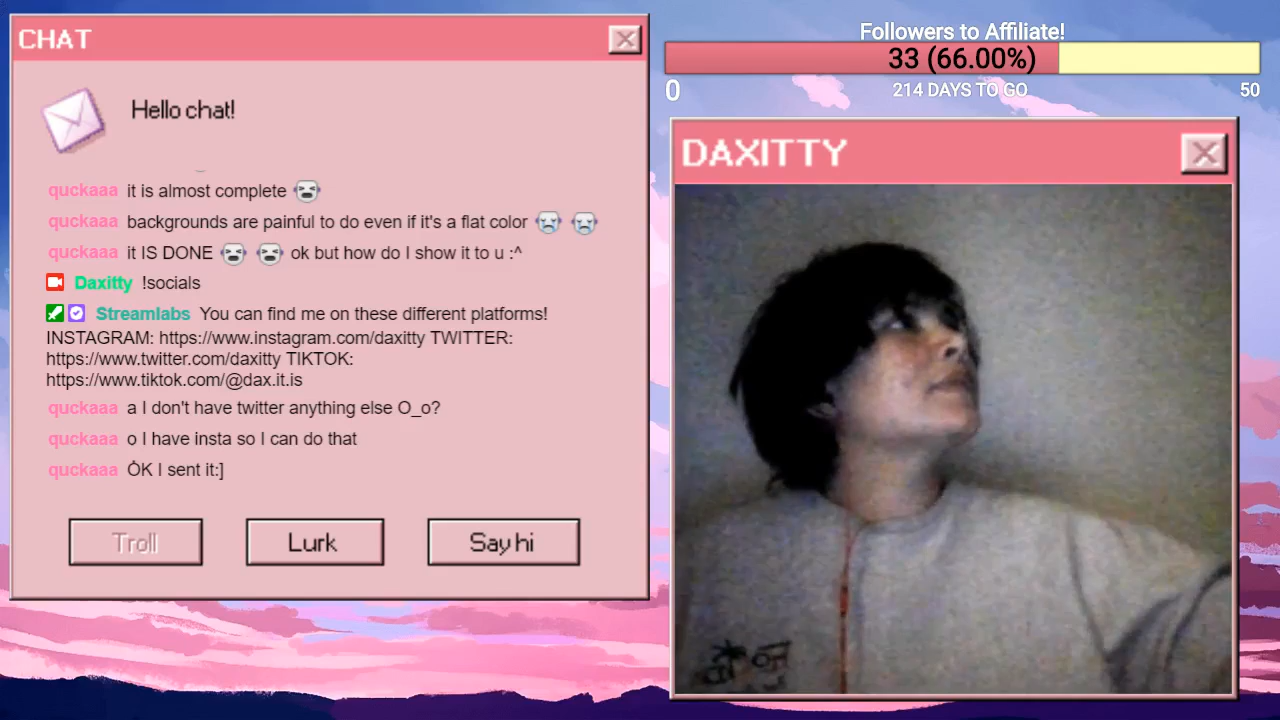 CHAT
Hello chat!
quckaaa it is almost complete
quckaaa backgrounds are painful to do even if it's a flat color
quckaaa it IS DONE ok but how do I show it to u :^
Daxitty !socials
Streamlabs You can find me on these different platforms!
INSTAGRAM: https://www.instagram.com/daxitty TWITTER:
https://www.twitter.com/daxitty TIKTOK:
https://www.tiktok.com/@dax.it.is
quckaaa a I don't have twitter anything else O_o?
quckaaa o I have insta so I can do that
quckaaa ÓK I sent it:]
Troll Lurk Say hi
Followers to Affiliate!
33 (66.00%)
0 214 DAYS TO GO 50
DAXITTY